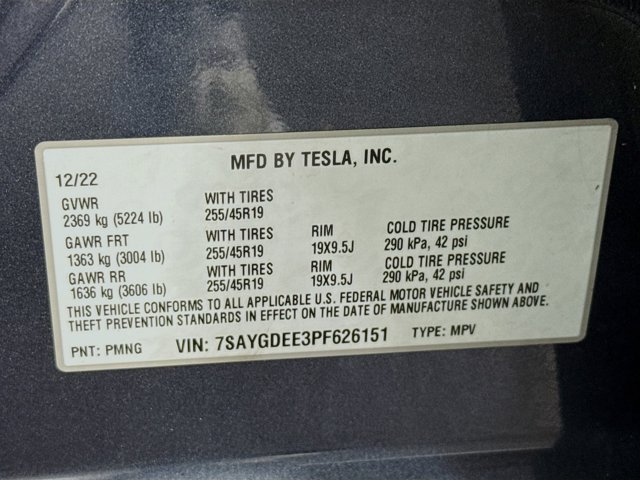 MFD BY TESLA, INC.
12/22
GVWR WITH TIRES
2369 kg (5224 lb) 255/45R19
GAWR FRT WITH TIRES RIM COLD TIRE PRESSURE
1363 kg (3004 lb) 255/45R19 19X9.5J 290 kPa, 42 psi
GAWR RR WITH TIRES RIM COLD TIRE PRESSURE
1636 kg (3606 lb) 255/45R19 19X9.5J 290 kPa, 42 psi
THIS VEHICLE CONFORMS TO ALL APPLICABLE U.S. FEDERAL MOTOR VEHICLE SAFETY AND
THEFT PREVENTION STANDARDS IN EFFECT ON THE DATE OF MANUFACTURE SHOWN ABOVE.
PNT: PMNG VIN: 7SAYGDEE3PF626151 TYPE: MPV